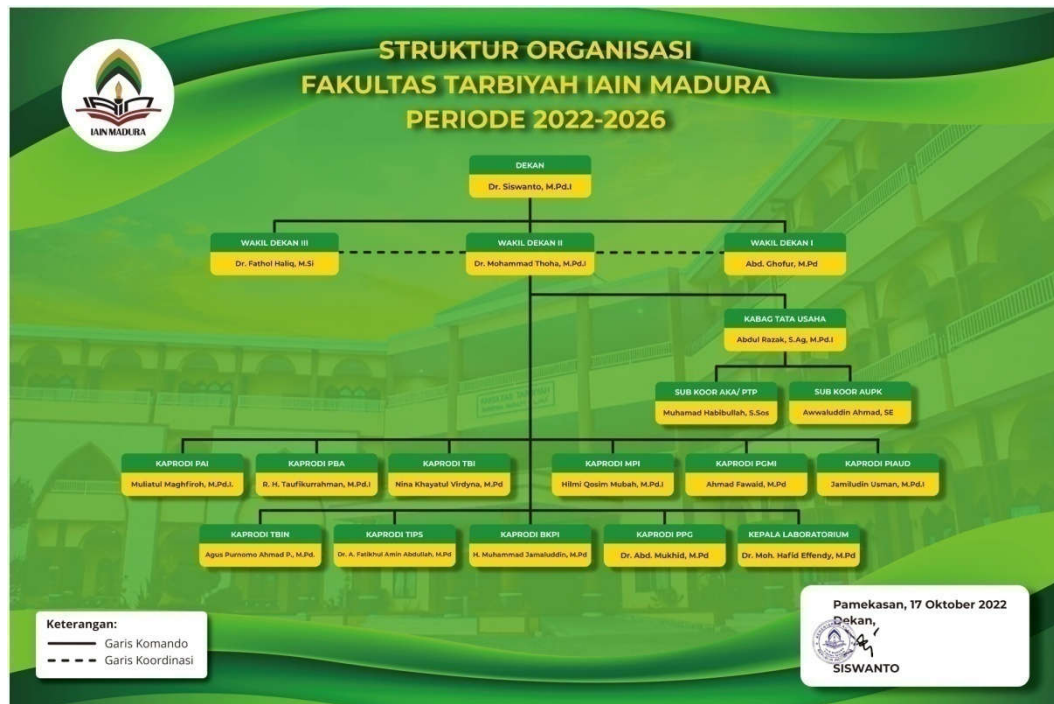 STRUKTUR ORGANISASI
FAKULTAS TARBIYAH IAIN MADURA
PERIODE 2022-2026
IAIN MADURA
DEKAN
Dr. Siswanto, M.Pd.I
WAKIL DEKAN III
Dr. Fathol Haliq, M.Si
WAKIL DEKAN II
Dr. Mohammad Thoha, M.Pd.I
WAKIL DEKAN I
Abd. Ghofur, M.Pd
KABAG TATA USAHA
Abdul Razak, S.Ag, M.Pd.I
SUB KOOR AKA/ PTP
Muhamad Habibullah, S.Sos
SUB KOOR AUPK
Awwaluddin Ahmad, SE
KAPRODI PAI
Muliatul Maghfiroh, M.Pd.I.
KAPRODI PBA
R. H. Taufikurrahman, M.Pd.I
KAPRODI TBI
Nina Khayatul Virdyna, M.Pd
KAPRODI MPI
Hilmi Qosim Mubah, M.Pd.I
KAPRODI PGMI
Ahmad Fawaid, M.Pd
KAPRODI PIAUD
Jamiludin Usman, M.Pd.I
KAPRODI TBIN
Agus Purnomo Ahmad P., M.Pd.
KAPRODI TIPS
Dr. A. Fatikhul Amin Abdullah, M.Pd
KAPRODI BKPI
H. Muhammad Jamaluddin, M.Pd
KAPRODI PPG
Dr. Abd. Mukhid, M.Pd
KEPALA LABORATORIUM
Dr. Moh. Hafid Effendy, M.Pd
Keterangan:
Garis Komando
Garis Koordinasi
Pamekasan, 17 Oktober 2022
Dekan,
SISWANTO